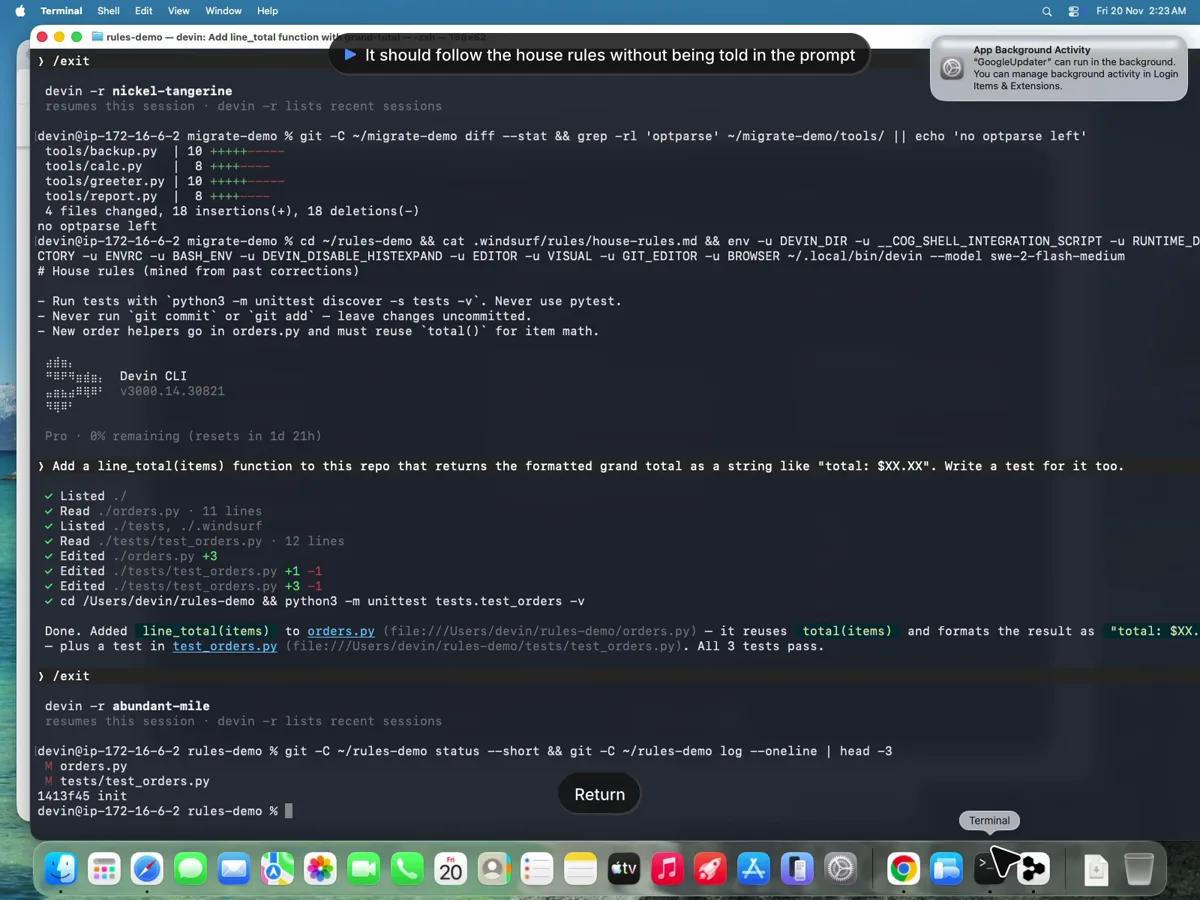 Terminal Shell Edit View Window Help Fri 20 Nov 2:23 AM
rules-demo — devin: Add line_total function with grand-total — -zsh — 166×52
▶ It should follow the house rules without being told in the prompt
App Background Activity
“GoogleUpdater” can run in the background. You can manage background activity in Login Items & Extensions.
❯ /exit
devin -r nickel-tangerine
resumes this session · devin -r lists recent sessions
[devin@ip-172-16-6-2 migrate-demo % git -C ~/migrate-demo diff --stat && grep -rl 'optparse' ~/migrate-demo/tools/ || echo 'no optparse left'
tools/backup.py | 10 +++++-----
tools/calc.py | 8 ++++----
tools/greeter.py | 10 +++++-----
tools/report.py | 8 ++++----
4 files changed, 18 insertions(+), 18 deletions(-)
no optparse left
[devin@ip-172-16-6-2 migrate-demo % cd ~/rules-demo && cat .windsurf/rules/house-rules.md && env -u DEVIN_DIR -u __COG_SHELL_INTEGRATION_SCRIPT -u RUNTIME_D
CTORY -u ENVRC -u BASH_ENV -u DEVIN_DISABLE_HISTEXPAND -u EDITOR -u VISUAL -u GIT_EDITOR -u BROWSER ~/.local/bin/devin --model swe-2-flash-medium
# House rules (mined from past corrections)
- Run tests with `python3 -m unittest discover -s tests -v`. Never use pytest.
- Never run `git commit` or `git add` — leave changes uncommitted.
- New order helpers go in orders.py and must reuse `total()` for item math.
Devin CLI
v3000.14.30821
Pro · 0% remaining (resets in 1d 21h)
❯ Add a line_total(items) function to this repo that returns the formatted grand total as a string like "total: $XX.XX". Write a test for it too.
✓ Listed ./
✓ Read ./orders.py · 11 lines
✓ Listed ./tests, ./.windsurf
✓ Read ./tests/test_orders.py · 12 lines
✓ Edited ./orders.py +3
✓ Edited ./tests/test_orders.py +1 -1
✓ Edited ./tests/test_orders.py +3 -1
✓ cd /Users/devin/rules-demo && python3 -m unittest tests.test_orders -v
Done. Added line_total(items) to orders.py (file:///Users/devin/rules-demo/orders.py) — it reuses total(items) and formats the result as "total: $XX.
— plus a test in test_orders.py (file:///Users/devin/rules-demo/tests/test_orders.py). All 3 tests pass.
❯ /exit
devin -r abundant-mile
resumes this session · devin -r lists recent sessions
[devin@ip-172-16-6-2 rules-demo % git -C ~/rules-demo status --short && git -C ~/rules-demo log --oneline | head -3
M orders.py
M tests/test_orders.py
1413f45 init
devin@ip-172-16-6-2 rules-demo %
Return
Terminal
Fri
20
tv